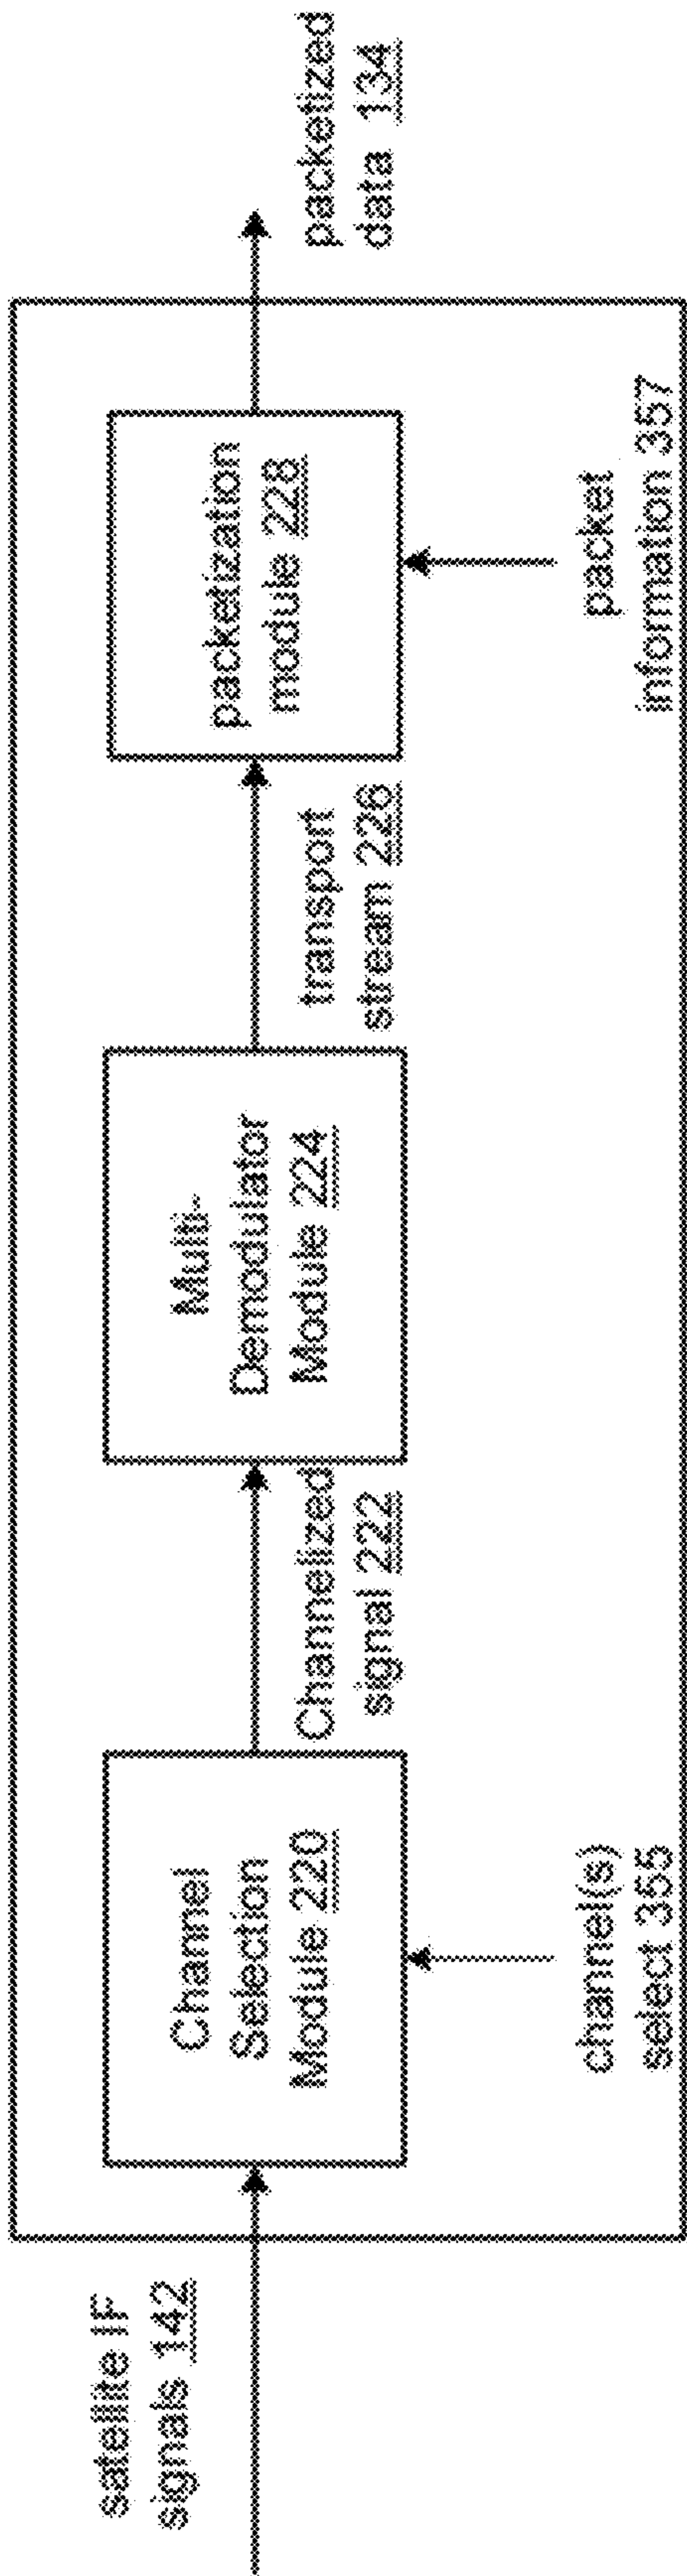 satellite IF
signals 142
Channel
Selection
Module 220
channel(s)
select 355
Channelized
signal 222
Multi-
Demodulator
Module 224
transport
stream 226
packetization
module 228
packet
information 357
packetized
data 134